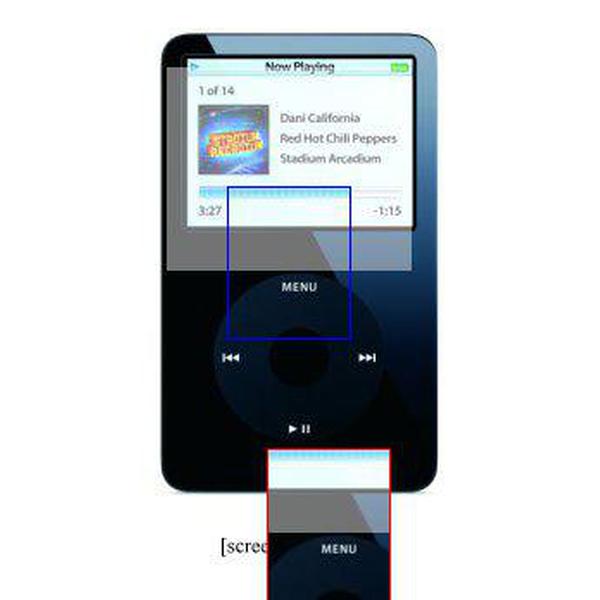 Now Playing
1 of 14
Dani California
Red Hot Chili Peppers
Stadium Arcadium
3:27 -1:15
MENU
MENU